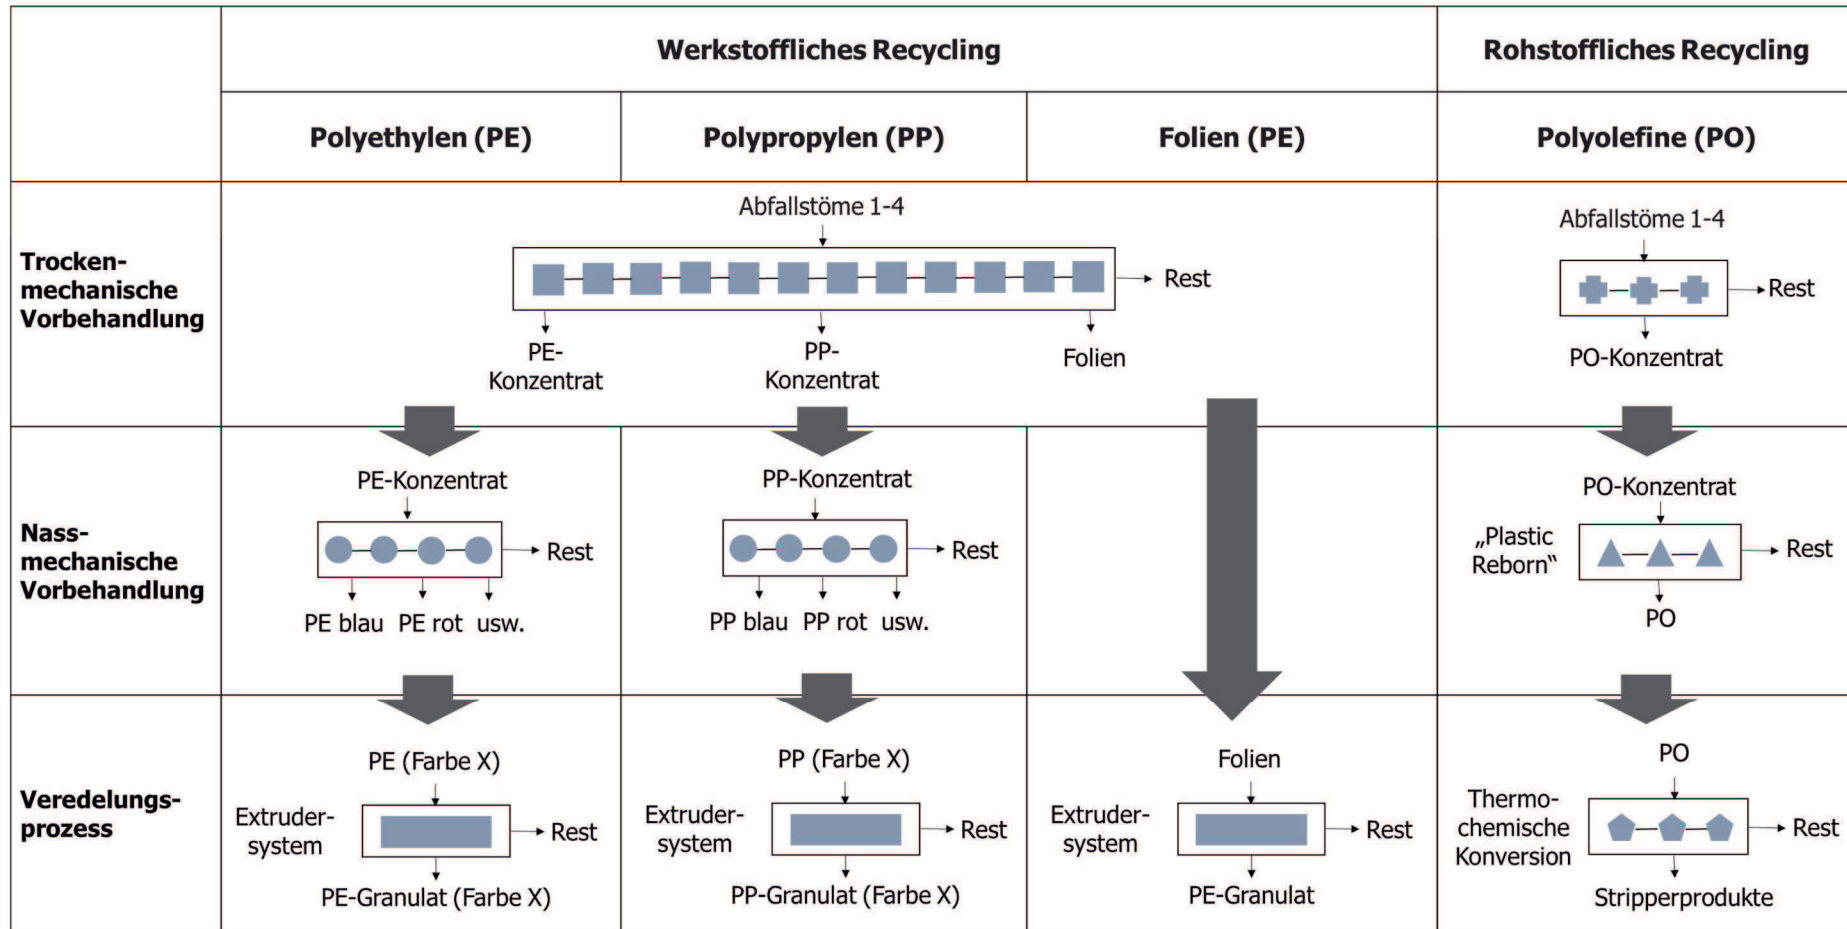 Werkstoffliches Recycling
Rohstoffliches Recycling
Polyethylen (PE)
Polypropylen (PP)
Folien (PE)
Polyolefine (PO)
Trocken-
mechanische
Vorbehandlung
Abfallstöme 1-4
Rest
PE-
Konzentrat
PP-
Konzentrat
Folien
Abfallstöme 1-4
Rest
PO-Konzentrat
Nass-
mechanische
Vorbehandlung
PE-Konzentrat
Rest
PE blau PE rot usw.
PP-Konzentrat
Rest
PP blau PP rot usw.
PO-Konzentrat
„Plastic
Reborn“
Rest
PO
Veredelungs-
prozess
PE (Farbe X)
Extruder-
system
Rest
PE-Granulat (Farbe X)
PP (Farbe X)
Extruder-
system
Rest
PP-Granulat (Farbe X)
Folien
Extruder-
system
Rest
PE-Granulat
PO
Thermo-
chemische
Konversion
Rest
Stripperprodukte